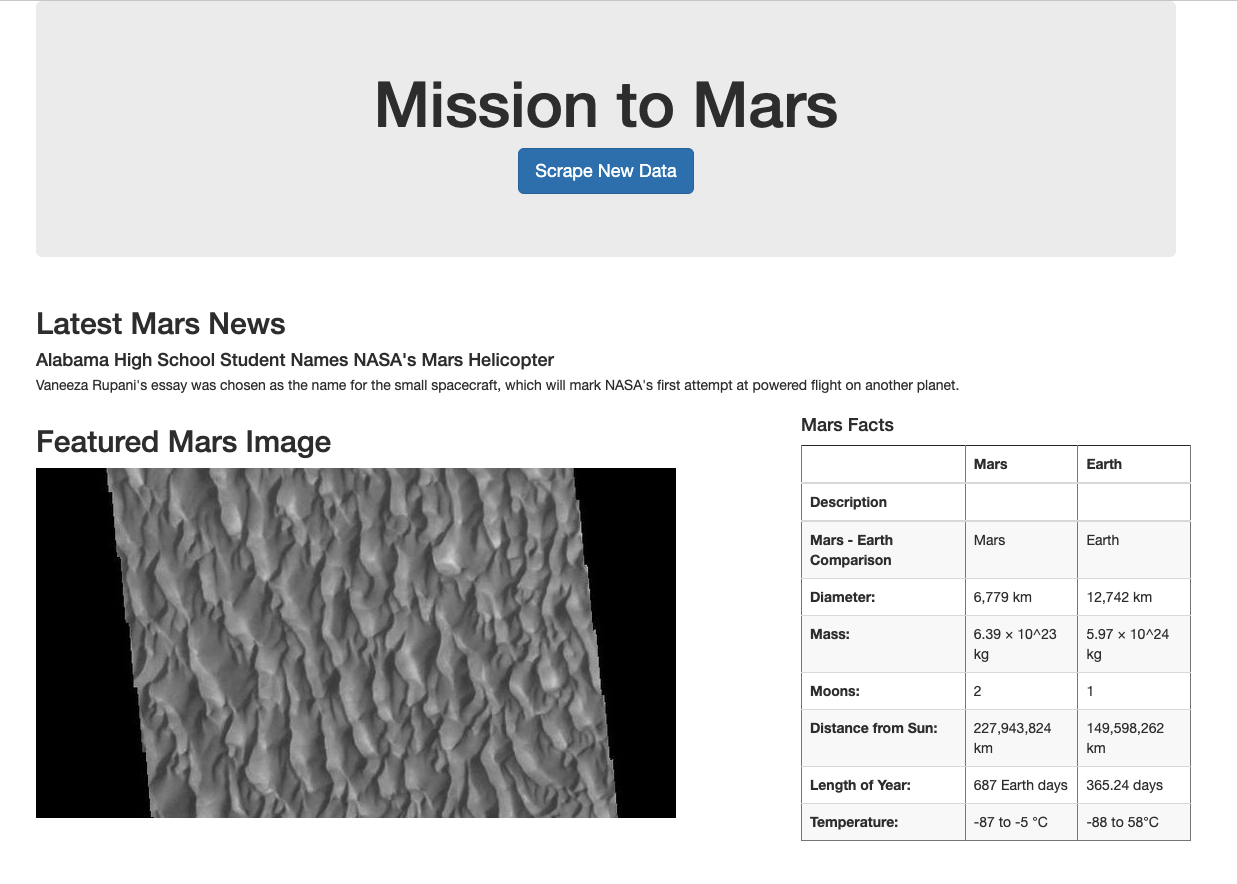 Mission to Mars
Scrape New Data
Latest Mars News
Alabama High School Student Names NASA's Mars Helicopter
Vaneeza Rupani's essay was chosen as the name for the small spacecraft, which will mark NASA's first attempt at powered flight on another planet.
Featured Mars Image
Mars Facts
Mars Earth
Description
Mars - Earth Comparison Mars Earth
Diameter: 6,779 km 12,742 km
Mass: 6.39 × 10^23 kg 5.97 × 10^24 kg
Moons: 2 1
Distance from Sun: 227,943,824 km 149,598,262 km
Length of Year: 687 Earth days 365.24 days
Temperature: -87 to -5 °C -88 to 58°C